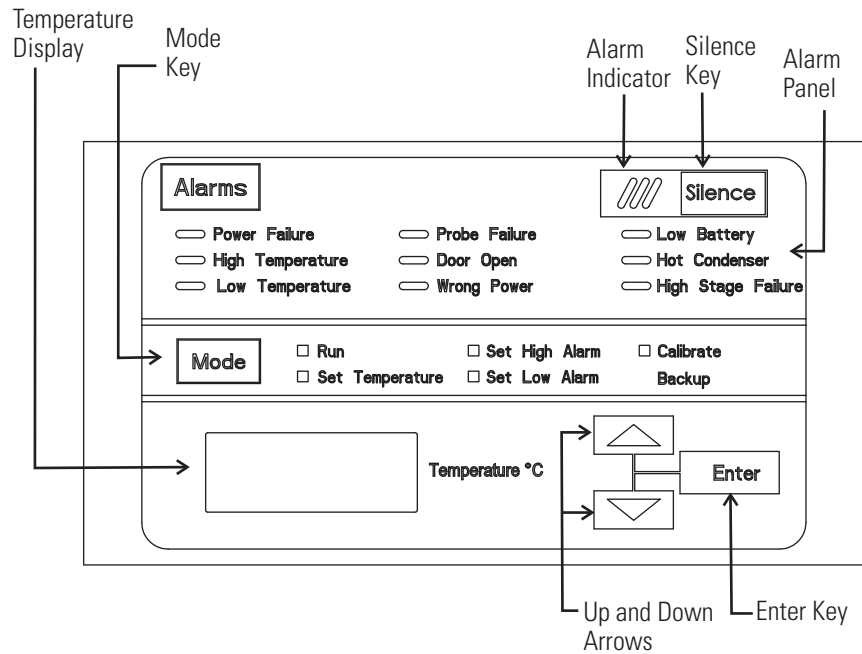 Temperature
Display
Mode
Key
Alarm
Indicator
Silence
Key
Alarm
Panel
Alarms
Silence
Power Failure
Probe Failure
Low Battery
High Temperature
Door Open
Hot Condenser
Low Temperature
Wrong Power
High Stage Failure
Mode
Run
Set High Alarm
Calibrate
Set Temperature
Set Low Alarm
Backup
Temperature °C
Enter
Up and Down
Arrows
Enter Key